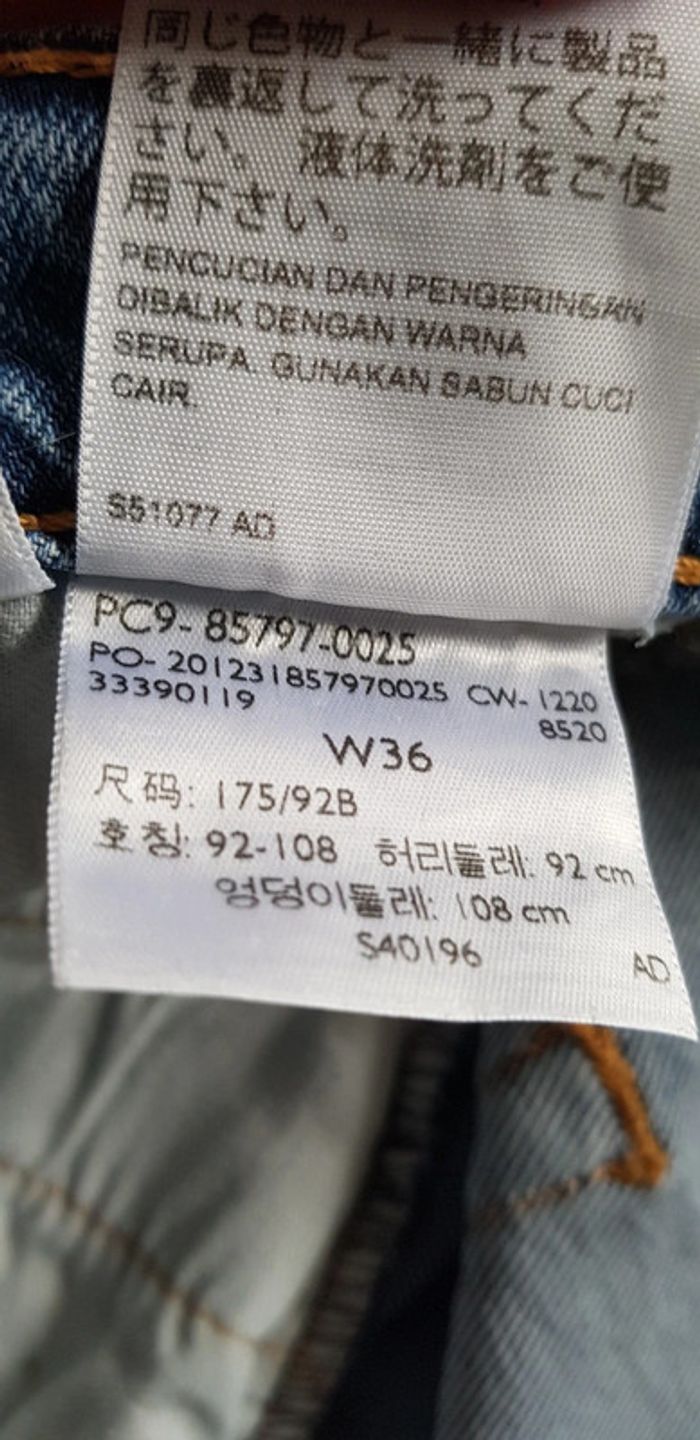 同じ色物と一緒に製品
を裏返して洗ってくだ
さい。 液体洗剤をご使
用下さい。
PENCUCIAN DAN PENGERINGAN
DIBALIK DENGAN WARNA
SERUPA. GUNAKAN SABUN CUCI
CAIR.
S51077 AD
PC9- 85797-0025
PO- 201231857970025 CW- 1220
33390119 8520
W36
尺码: 175/92B
호칭: 92-108 허리둘레: 92 cm
엉덩이둘레: 108 cm
S40196 AD